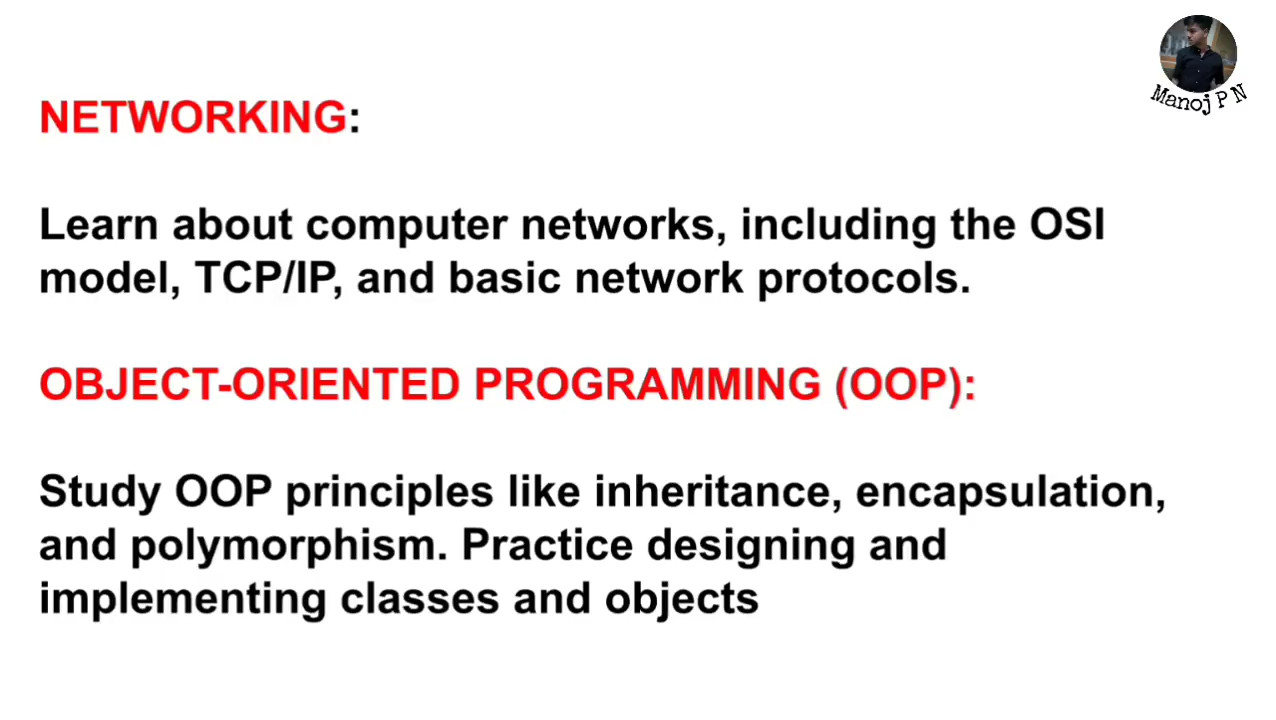 Manoj P N
NETWORKING:
Learn about computer networks, including the OSI
model, TCP/IP, and basic network protocols.
OBJECT-ORIENTED PROGRAMMING (OOP):
Study OOP principles like inheritance, encapsulation,
and polymorphism. Practice designing and
implementing classes and objects